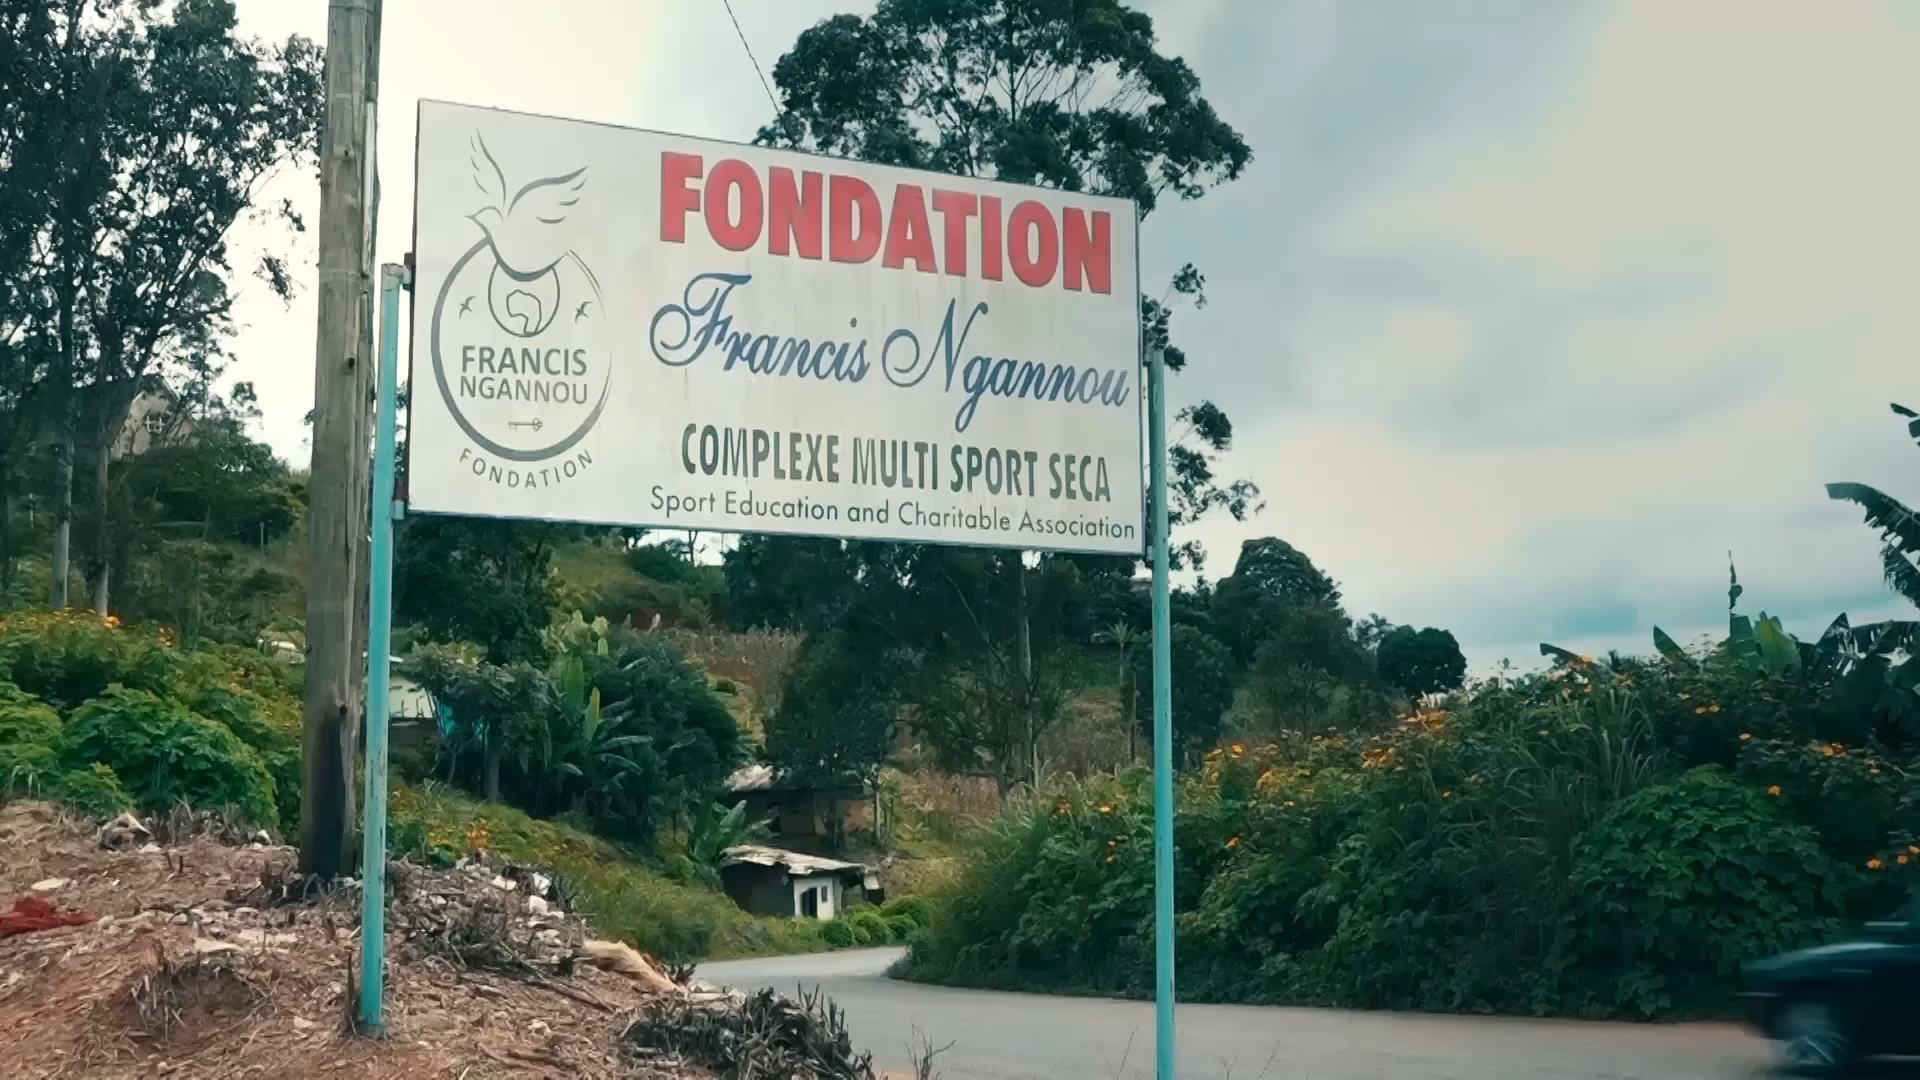 FRANCIS
NGANNOU
FONDATION
FONDATION
Francis Ngannou
COMPLEXE MULTI SPORT SECA
Sport Education and Charitable Association